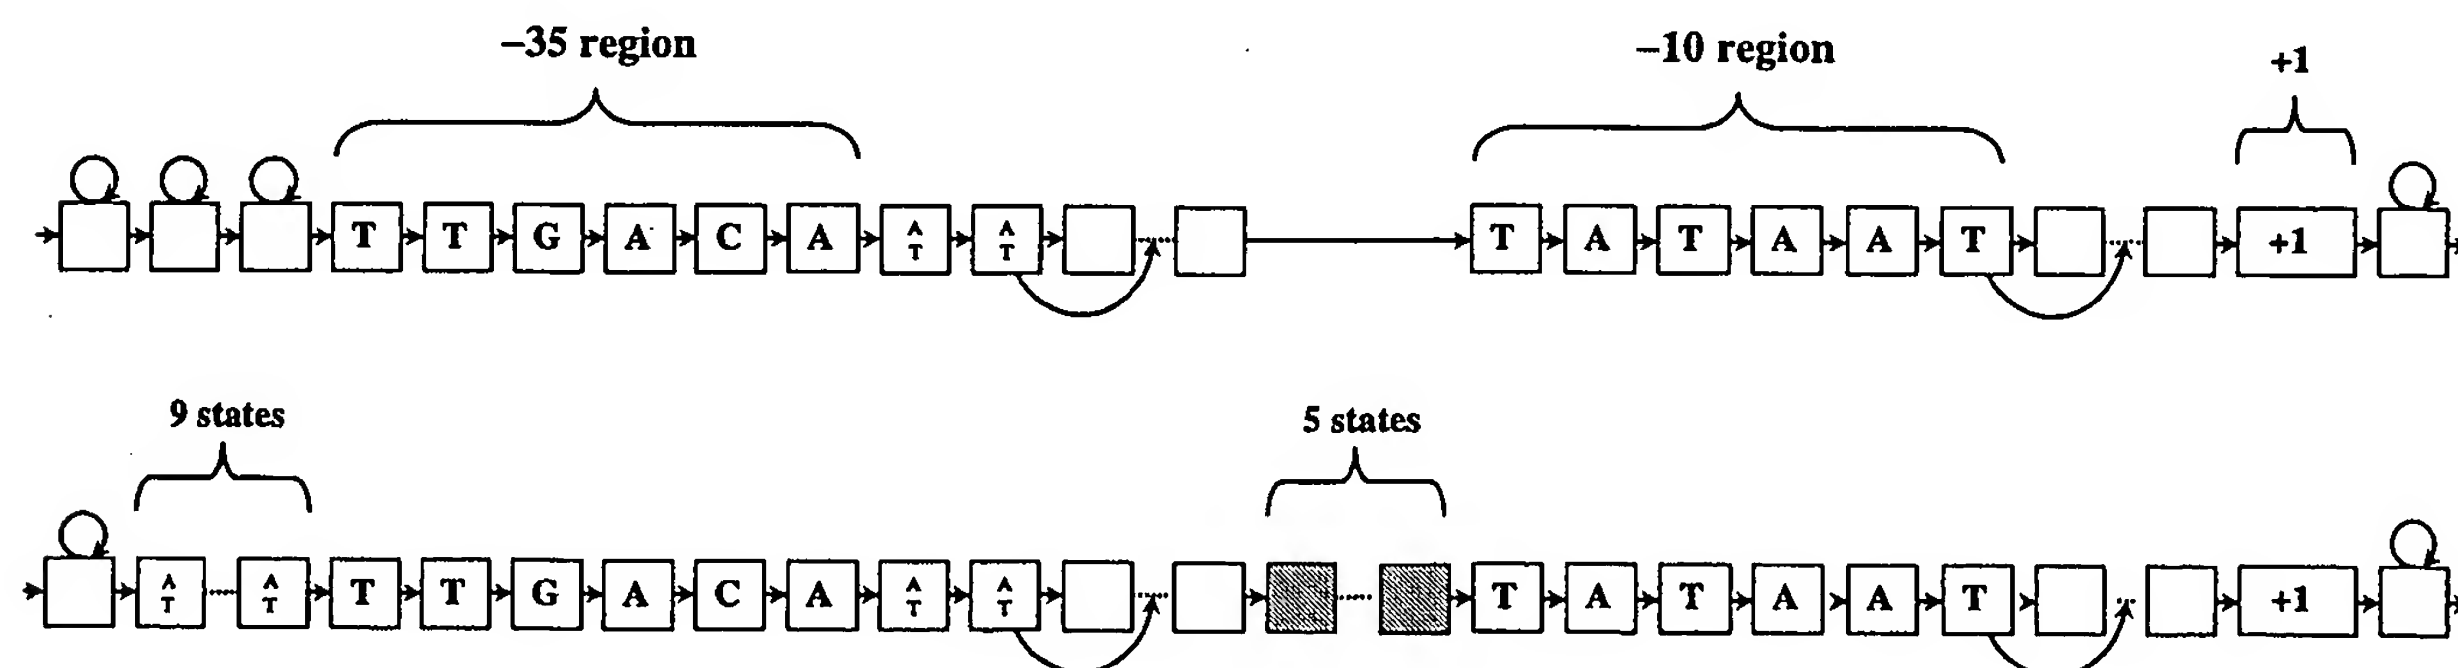 −35 region
−10 region
+1
T T G A C A A T A T T A T A A T +1
9 states
5 states
A T A T T T G A C A A T A T T A T A A T +1